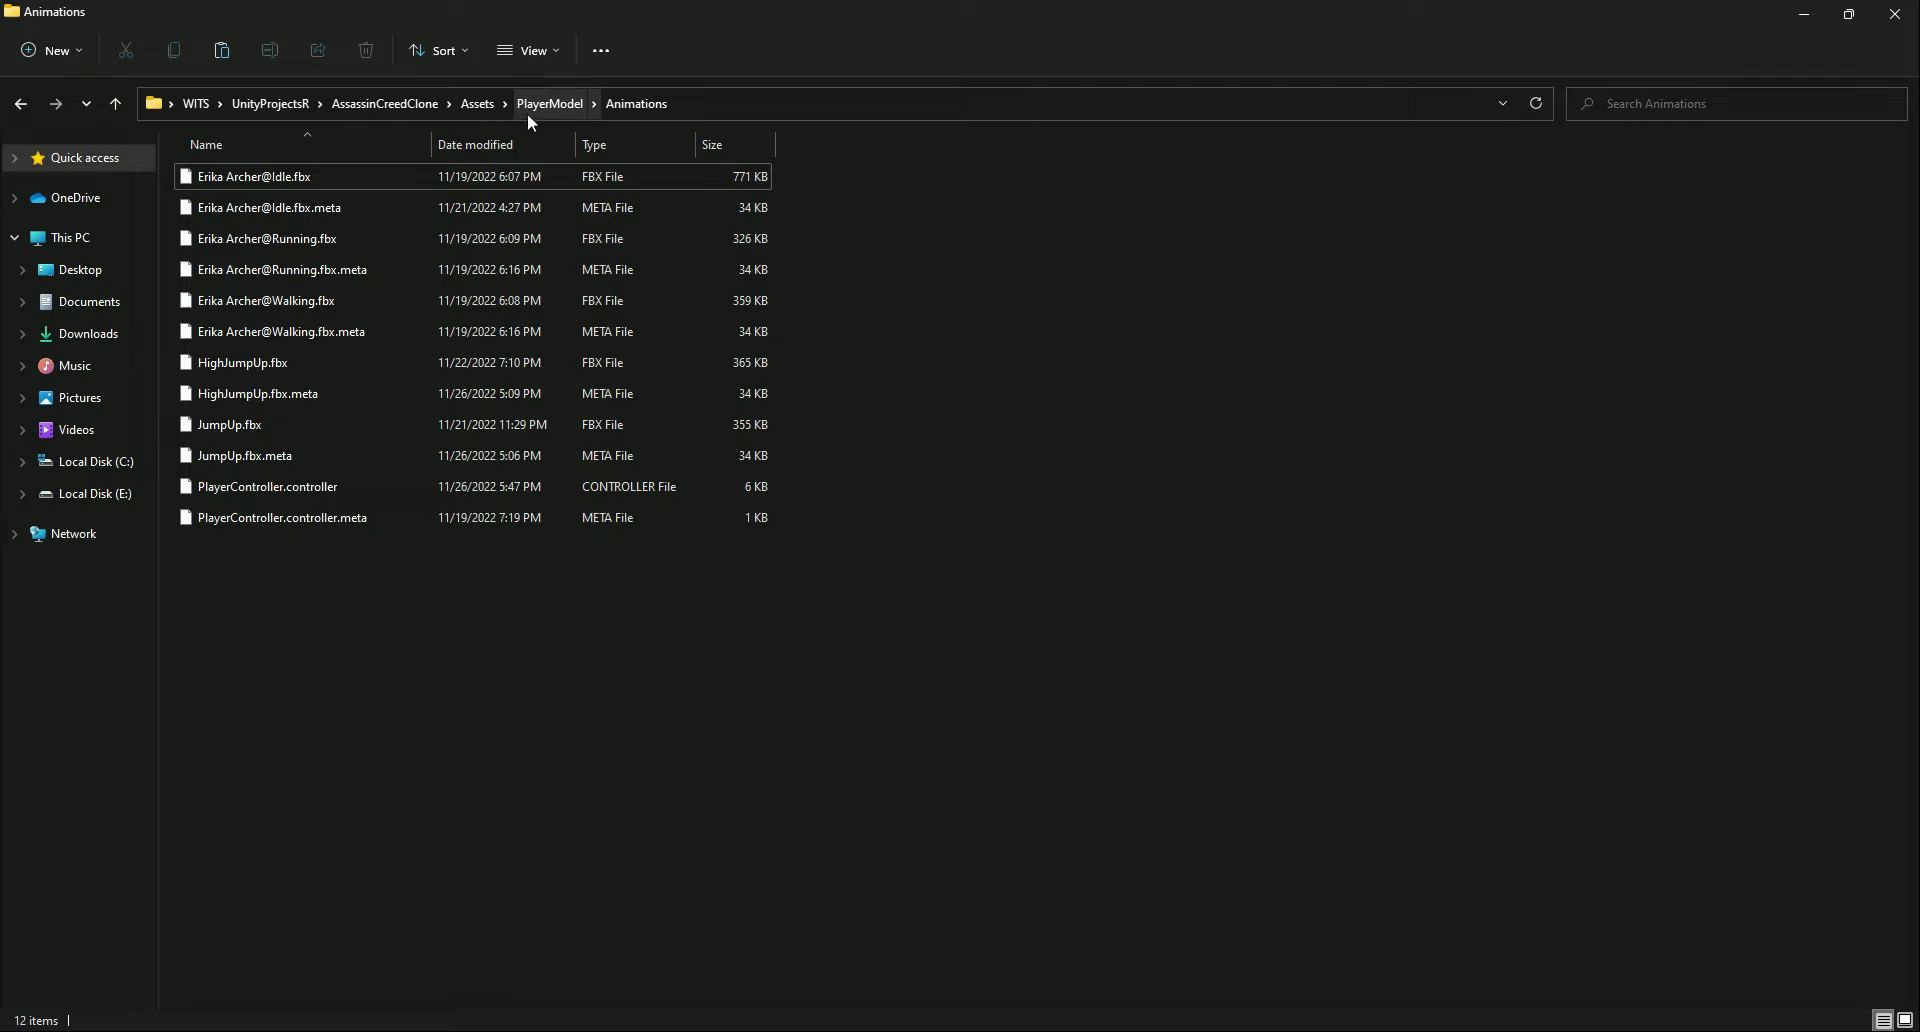 Animations
New
Sort
View
WITS > UnityProjectsR > AssassinCreedClone > Assets > PlayerModel > Animations
Search Animations
Name Date modified Type Size
Quick access
OneDrive
This PC
Desktop
Documents
Downloads
Music
Pictures
Videos
Local Disk (C:)
Local Disk (E:)
Network
Erika Archer@Idle.fbx 11/19/2022 6:07 PM FBX File 771 KB
Erika Archer@Idle.fbx.meta 11/21/2022 4:27 PM META File 34 KB
Erika Archer@Running.fbx 11/19/2022 6:09 PM FBX File 326 KB
Erika Archer@Running.fbx.meta 11/19/2022 6:16 PM META File 34 KB
Erika Archer@Walking.fbx 11/19/2022 6:08 PM FBX File 359 KB
Erika Archer@Walking.fbx.meta 11/19/2022 6:16 PM META File 34 KB
HighJumpUp.fbx 11/22/2022 7:10 PM FBX File 365 KB
HighJumpUp.fbx.meta 11/26/2022 5:09 PM META File 34 KB
JumpUp.fbx 11/21/2022 11:29 PM FBX File 355 KB
JumpUp.fbx.meta 11/26/2022 5:06 PM META File 34 KB
PlayerController.controller 11/26/2022 5:47 PM CONTROLLER File 6 KB
PlayerController.controller.meta 11/19/2022 7:19 PM META File 1 KB
12 items